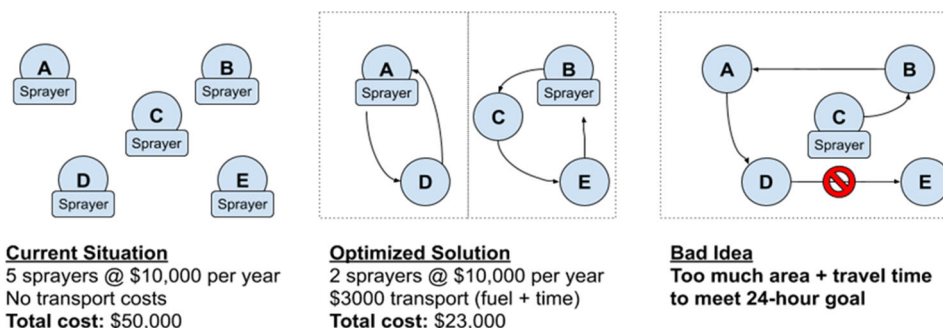 A
Sprayer
B
Sprayer
C
Sprayer
D
Sprayer
E
Sprayer
Current Situation
5 sprayers @ $10,000 per year
No transport costs
Total cost: $50,000
A
Sprayer
D
B
Sprayer
C
E
Optimized Solution
2 sprayers @ $10,000 per year
$3000 transport (fuel + time)
Total cost: $23,000
A
B
C
Sprayer
D
E
Bad Idea
Too much area + travel time
to meet 24-hour goal